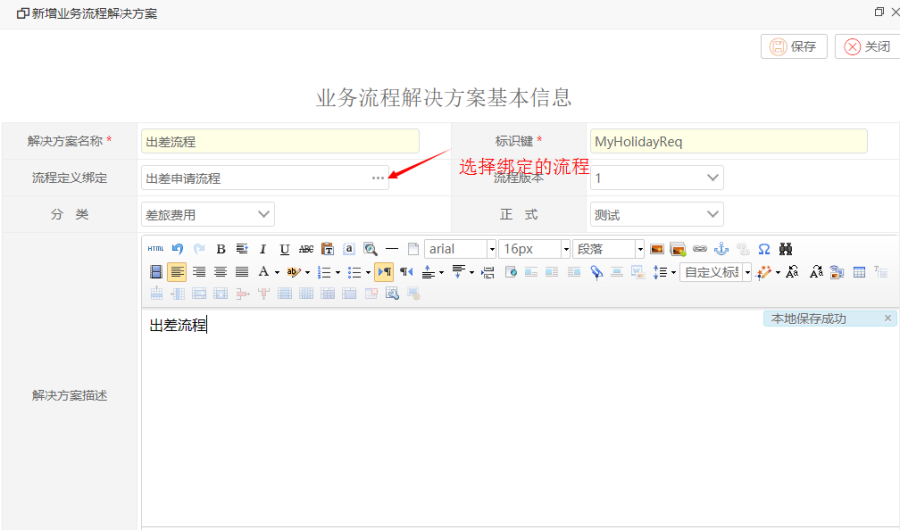 新增业务流程解决方案
保存 关闭
业务流程解决方案基本信息
解决方案名称 * 出差流程 标识键 * MyHolidayReq
选择绑定的流程
流程定义绑定 出差申请流程 ... 流程版本 1
分 类 差旅费用 正 式 测试
HTML B I U ABC T a arial 16px 段落
A ab 自定义标题
出差流程
本地保存成功 ×
解决方案描述